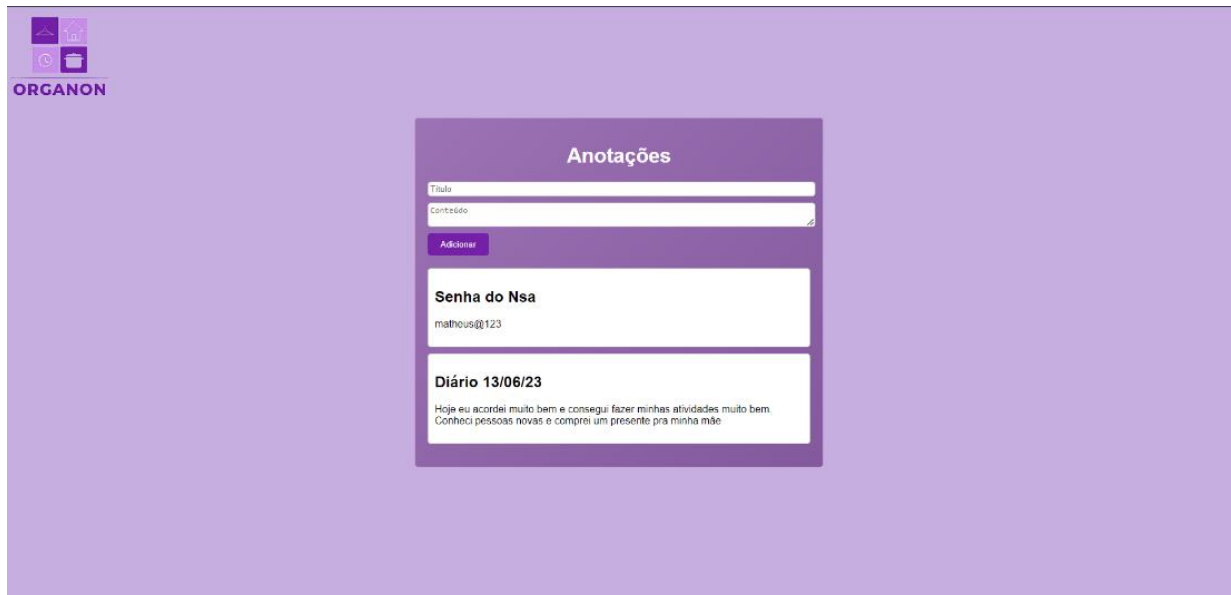 ORGANON
Anotações
Título
Conteúdo
Adicionar
Senha do Nsa
matheus@123
Diário 13/06/23
Hoje eu acordei muito bem e consegui fazer minhas atividades muito bem.
Conheci pessoas novas e comprei um presente pra minha mãe